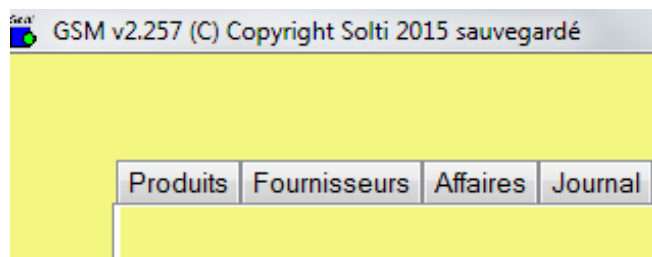 GSM v2.257 (C) Copyright Solti 2015 sauvegardé
Produits Fournisseurs Affaires Journal